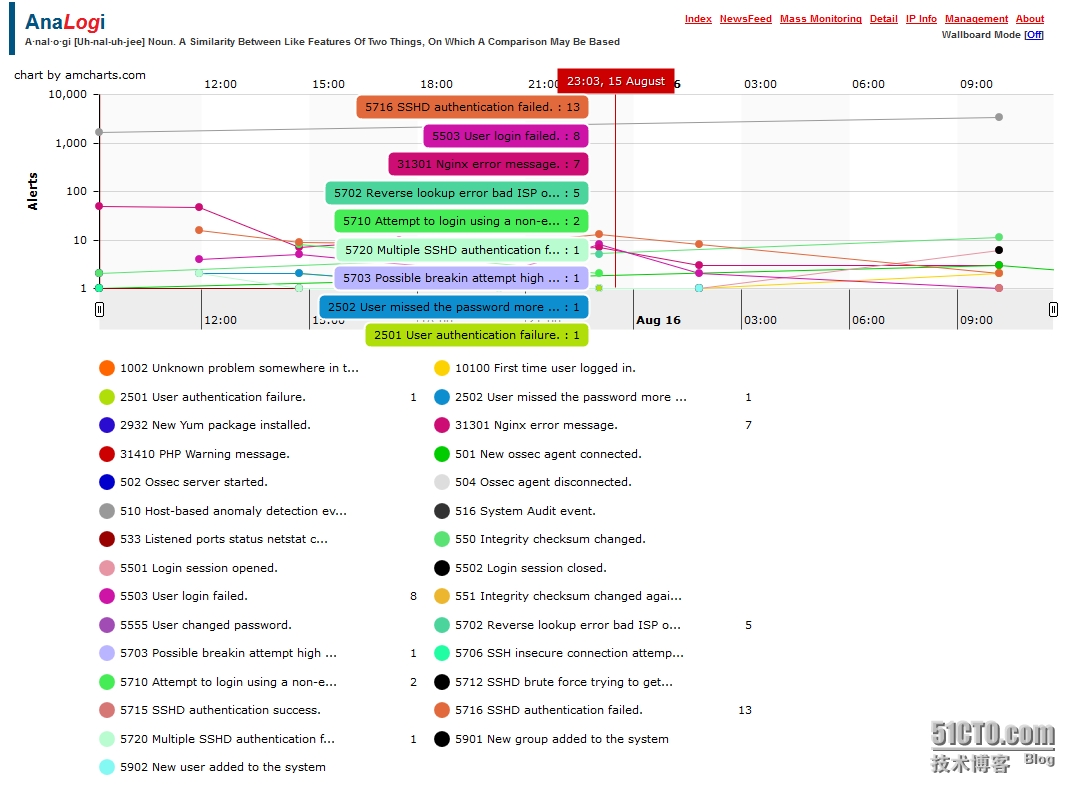 AnaLogi
A·nal·o·gi [Uh-nal-uh-jee] Noun. A Similarity Between Like Features Of Two Things, On Which A Comparison May Be Based
Index NewsFeed Mass Monitoring Detail IP Info Management About
Wallboard Mode [Off]
chart by amcharts.com
12:00 15:00 18:00 21:00 6 03:00 06:00 09:00
23:03, 15 August
10,000
1,000
100
10
1
Alerts
5716 SSHD authentication failed. : 13
5503 User login failed. : 8
31301 Nginx error message. : 7
5702 Reverse lookup error bad ISP o... : 5
5710 Attempt to login using a non-e... : 2
5720 Multiple SSHD authentication f... : 1
5703 Possible breakin attempt high ... : 1
2502 User missed the password more ... : 1
2501 User authentication failure. : 1
12:00 15:00 Aug 16 03:00 06:00 09:00
1002 Unknown problem somewhere in t... 10100 First time user logged in.
2501 User authentication failure. 1 2502 User missed the password more ... 1
2932 New Yum package installed. 31301 Nginx error message. 7
31410 PHP Warning message. 501 New ossec agent connected.
502 Ossec server started. 504 Ossec agent disconnected.
510 Host-based anomaly detection ev... 516 System Audit event.
533 Listened ports status netstat c... 550 Integrity checksum changed.
5501 Login session opened. 5502 Login session closed.
5503 User login failed. 8 551 Integrity checksum changed agai...
5555 User changed password. 5702 Reverse lookup error bad ISP o... 5
5703 Possible breakin attempt high ... 1 5706 SSH insecure connection attemp...
5710 Attempt to login using a non-e... 2 5712 SSHD brute force trying to get...
5715 SSHD authentication success. 5716 SSHD authentication failed. 13
5720 Multiple SSHD authentication f... 1 5901 New group added to the system
5902 New user added to the system
51CTO.com
技术博客 Blog